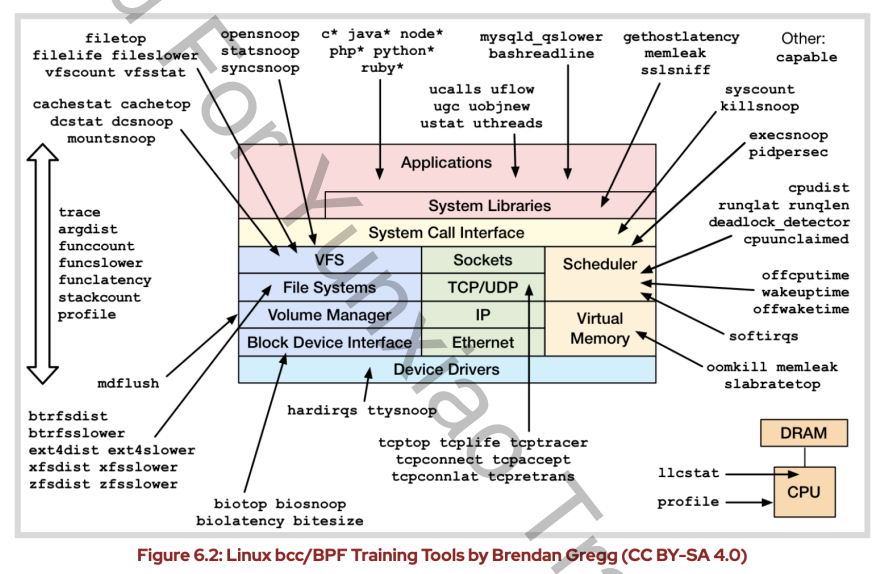 filetop
filelife fileslower
vfscount vfsstat
opensnoop
statsnoop
syncsnoop
c* java* node*
php* python*
ruby*
mysqld_qslower
bashreadline
gethostlatency
memleak
sslsniff
Other:
capable
cachestat cachetop
dcstat dcsnoop
mountsnoop
ucalls uflow
ugc uobjnew
ustat uthreads
syscount
killsnoop
execsnoop
pidpersec
cpudist
runqlat runqlen
deadlock_detector
cpuunclaimed
offcputime
wakeuptime
offwaketime
softirqs
oomkill memleak
slabratetop
trace
argdist
funccount
funcslower
funclatency
stackcount
profile
Applications
System Libraries
System Call Interface
VFS
Sockets
Scheduler
File Systems
TCP/UDP
Volume Manager
IP
Virtual
Memory
Block Device Interface
Ethernet
Device Drivers
mdflush
hardirqs ttysnoop
btrfsdist
btrfsslower
ext4dist ext4slower
xfsdist xfsslower
zfsdist zfsslower
biotop biosnoop
biolatency bitesize
tcptop tcplife tcptracer
tcpconnect tcpaccept
tcpconnlat tcpretrans
DRAM
llcstat
CPU
profile
Figure 6.2: Linux bcc/BPF Training Tools by Brendan Gregg (CC BY-SA 4.0)
For Yunxiao